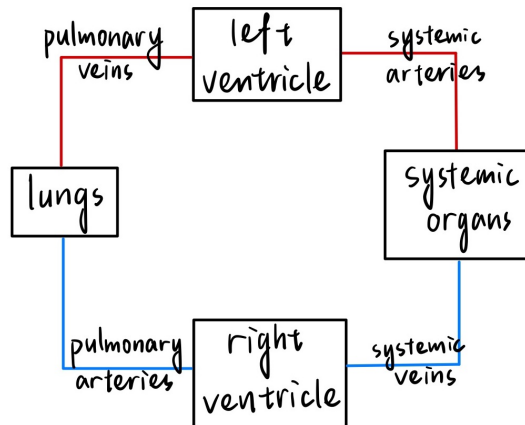 pulmonary
veins
left
ventricle
systemic
arteries
lungs
systemic
organs
pulmonary
arteries
right
ventricle
systemic
veins